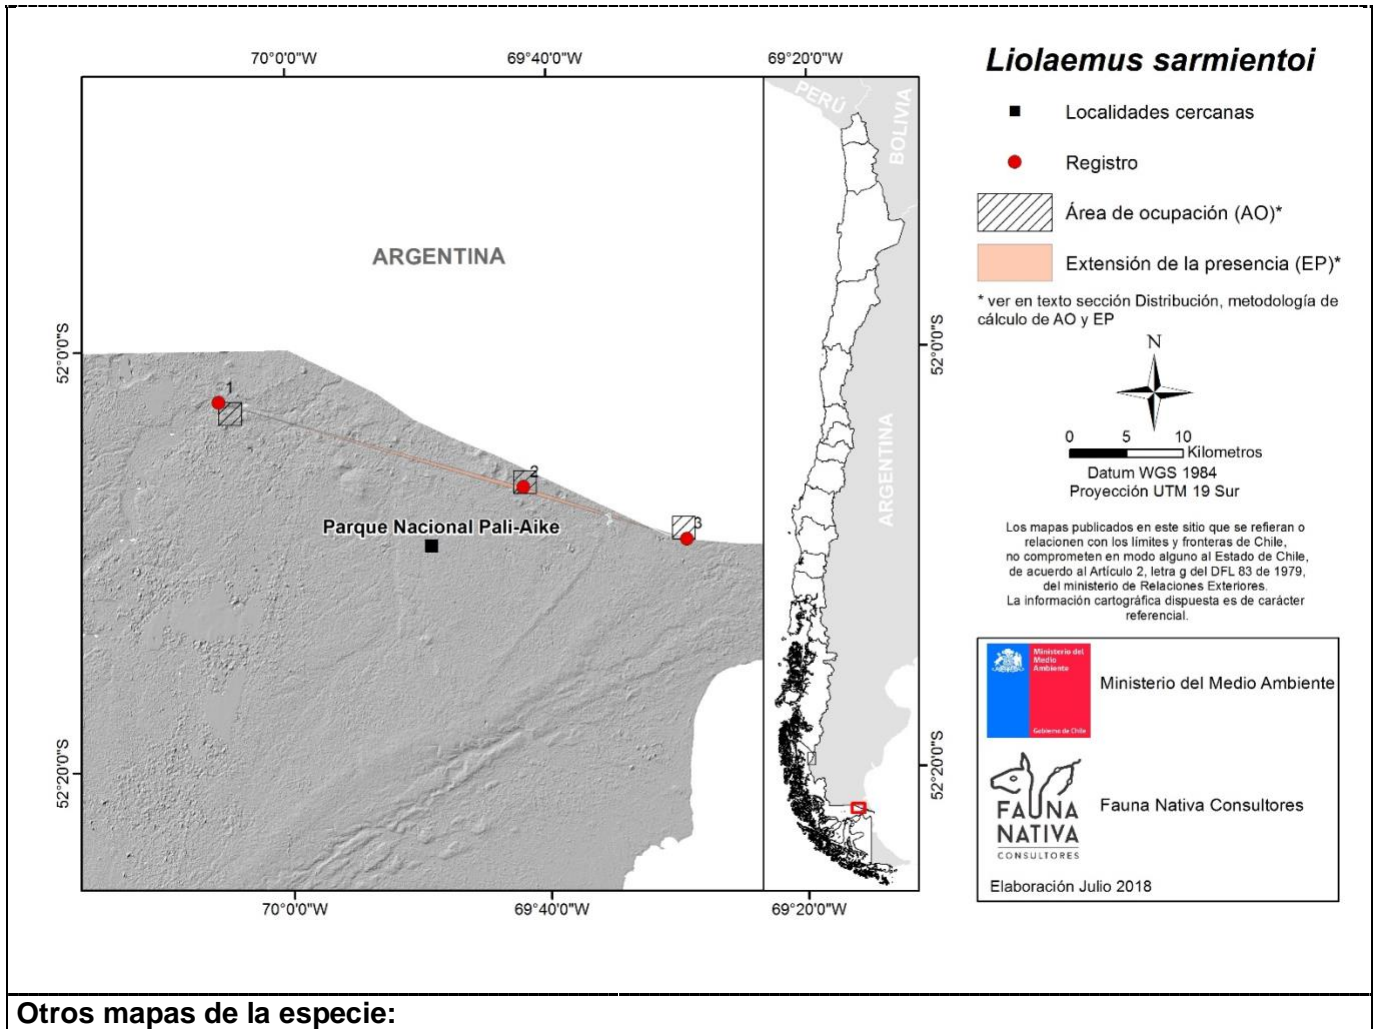 70°0'0"W
69°40'0"W
69°20'0"W
Liolaemus sarmientoi
PERÚ
BOLIVIA
Localidades cercanas
Registro
Área de ocupación (AO)*
ARGENTINA
Extensión de la presencia (EP)*
* ver en texto sección Distribución, metodología de
cálculo de AO y EP
N
52°0'0"S
52°0'0"S
1
ARGENTINA
0 5 10
Kilometros
Datum WGS 1984
Proyección UTM 19 Sur
2
3
Parque Nacional Pali-Aike
Los mapas publicados en este sitio que se refieran o
relacionen con los límites y fronteras de Chile,
no comprometen en modo alguno al Estado de Chile,
de acuerdo al Artículo 2, letra g del DFL 83 de 1979,
del ministerio de Relaciones Exteriores.
La información cartográfica dispuesta es de carácter
referencial.
Ministerio del
Medio
Ambiente
Gobierno de Chile
Ministerio del Medio Ambiente
52°20'0"S
52°20'0"S
FAUNA
NATIVA
CONSULTORES
Fauna Nativa Consultores
Elaboración Julio 2018
70°0'0"W
69°40'0"W
69°20'0"W
Otros mapas de la especie: